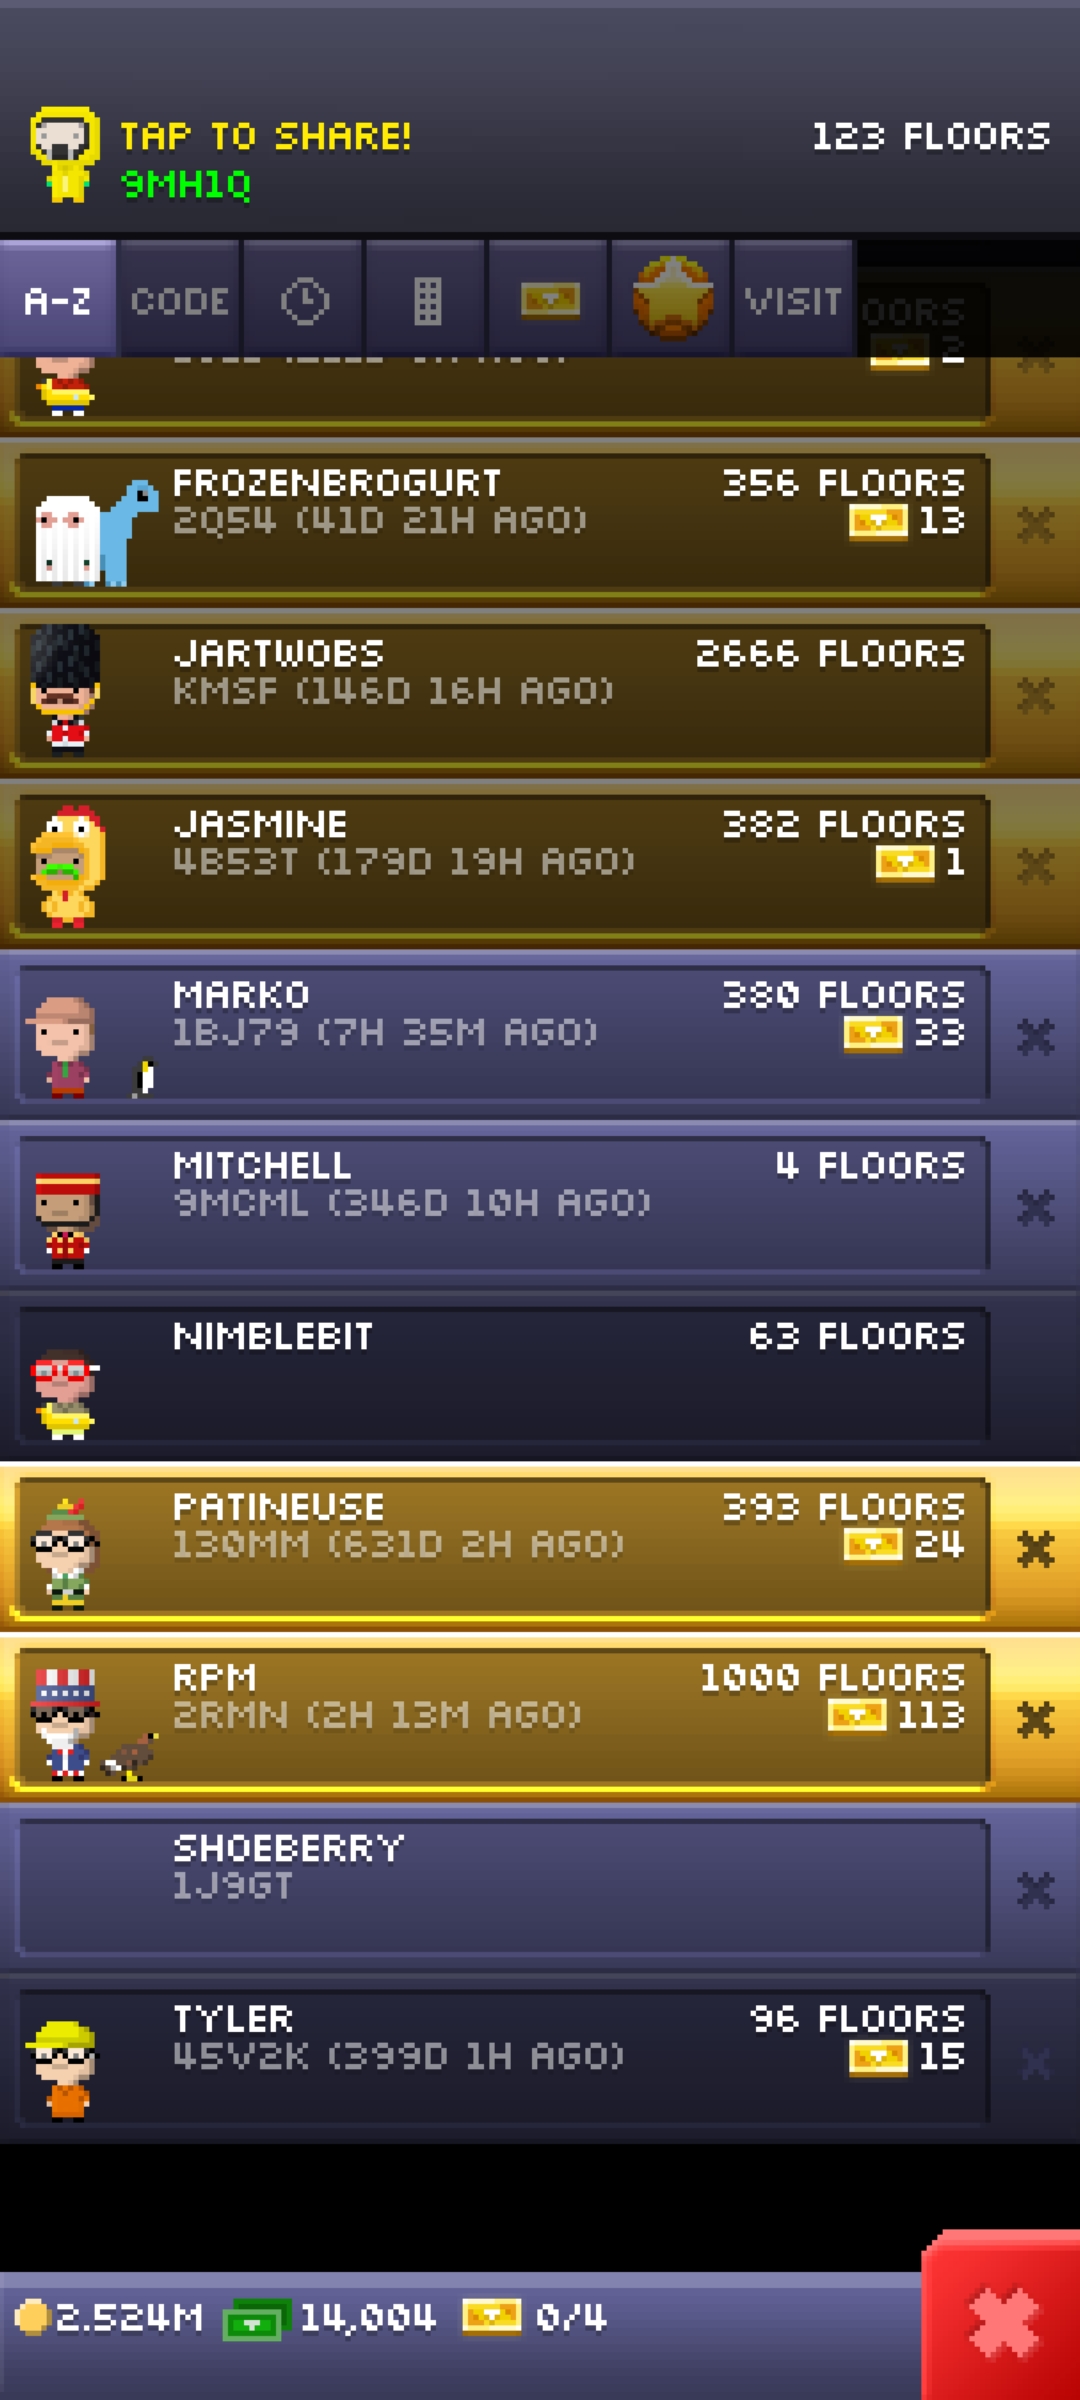 TAP TO SHARE!
123 FLOORS
9MH1Q
A-Z
CODE
VISIT
OORS
2
FROZENBROGURT
356 FLOORS
2Q54 (41D 21H AGO)
13
JARTWOBS
2666 FLOORS
KMSF (146D 16H AGO)
JASMINE
382 FLOORS
4B53T (179D 19H AGO)
1
MARKO
380 FLOORS
1BJ79 (7H 35M AGO)
33
MITCHELL
4 FLOORS
9MCML (346D 10H AGO)
NIMBLEBIT
63 FLOORS
PATINEUSE
393 FLOORS
130MM (631D 2H AGO)
24
RPM
1000 FLOORS
2RMN (2H 13M AGO)
113
SHOEBERRY
1J9GT
TYLER
96 FLOORS
45V2K (399D 1H AGO)
15
2.524M
14,004
0/4